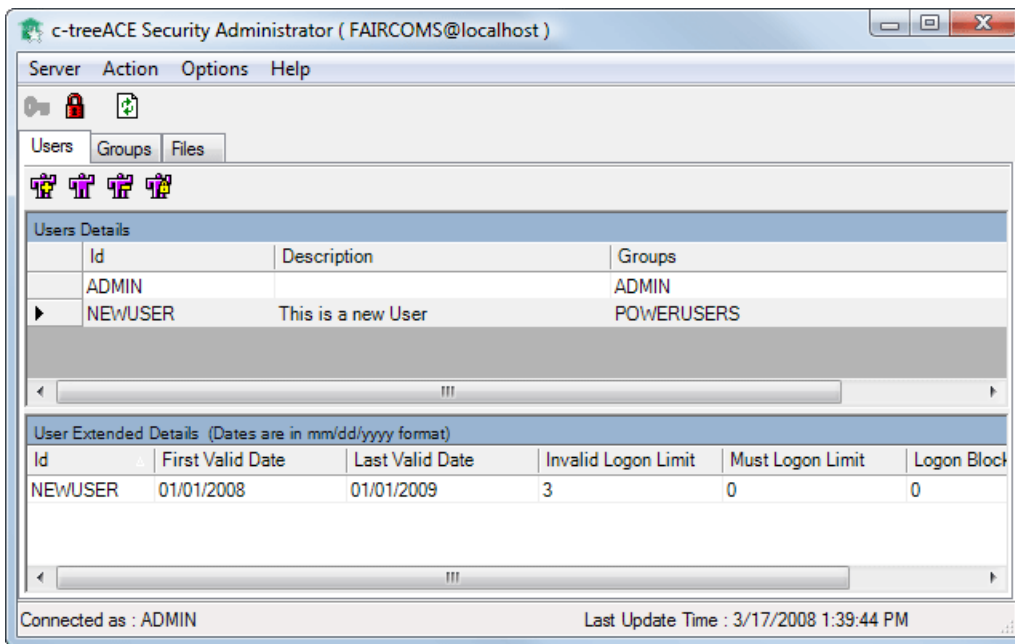 c-treeACE Security Administrator ( FAIRCOMS@localhost )
Server Action Options Help
Users Groups Files
Users Details
Id Description Groups
ADMIN ADMIN
NEWUSER This is a new User POWERUSERS
User Extended Details (Dates are in mm/dd/yyyy format)
Id First Valid Date Last Valid Date Invalid Logon Limit Must Logon Limit Logon Block
NEWUSER 01/01/2008 01/01/2009 3 0 0
Connected as : ADMIN Last Update Time : 3/17/2008 1:39:44 PM